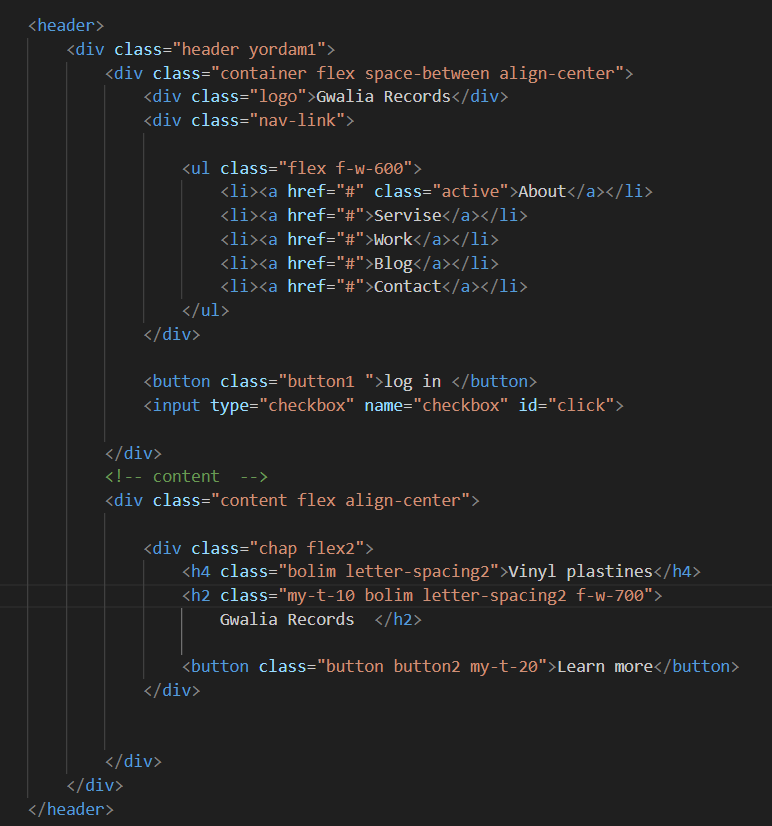 <header>
<div class="header yordam1">
<div class="container flex space-between align-center">
<div class="logo">Gwalia Records</div>
<div class="nav-link">
<ul class="flex f-w-600">
<li><a href="#" class="active">About</a></li>
<li><a href="#">Servise</a></li>
<li><a href="#">Work</a></li>
<li><a href="#">Blog</a></li>
<li><a href="#">Contact</a></li>
</ul>
</div>
<button class="button1 ">log in </button>
<input type="checkbox" name="checkbox" id="click">
</div>
<!-- content  -->
<div class="content flex align-center">
<div class="chap flex2">
<h4 class="bolim letter-spacing2">Vinyl plastines</h4>
<h2 class="my-t-10 bolim letter-spacing2 f-w-700">
Gwalia Records  </h2>
<button class="button button2 my-t-20">Learn more</button>
</div>
</div>
</div>
</header>